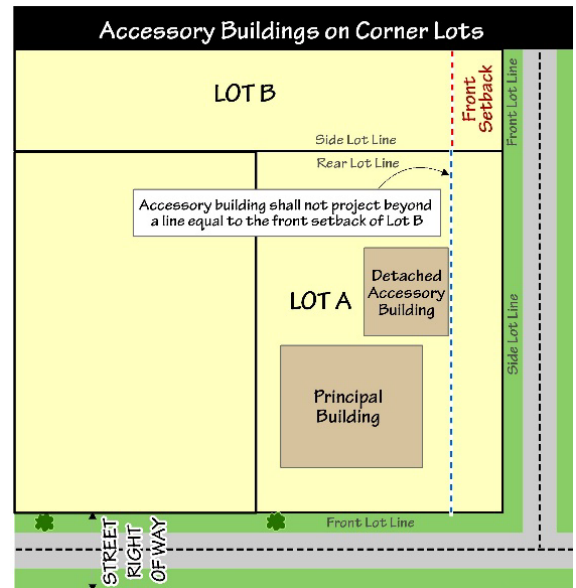 Accessory Buildings on Corner Lots
LOT B
Front
Setback
Front Lot Line
Side Lot Line
Rear Lot Line
Accessory building shall not project beyond
a line equal to the front setback of Lot B
Detached
Accessory
Building
LOT A
Side Lot Line
Principal
Building
Front Lot Line
STREET
RIGHT
OF WAY